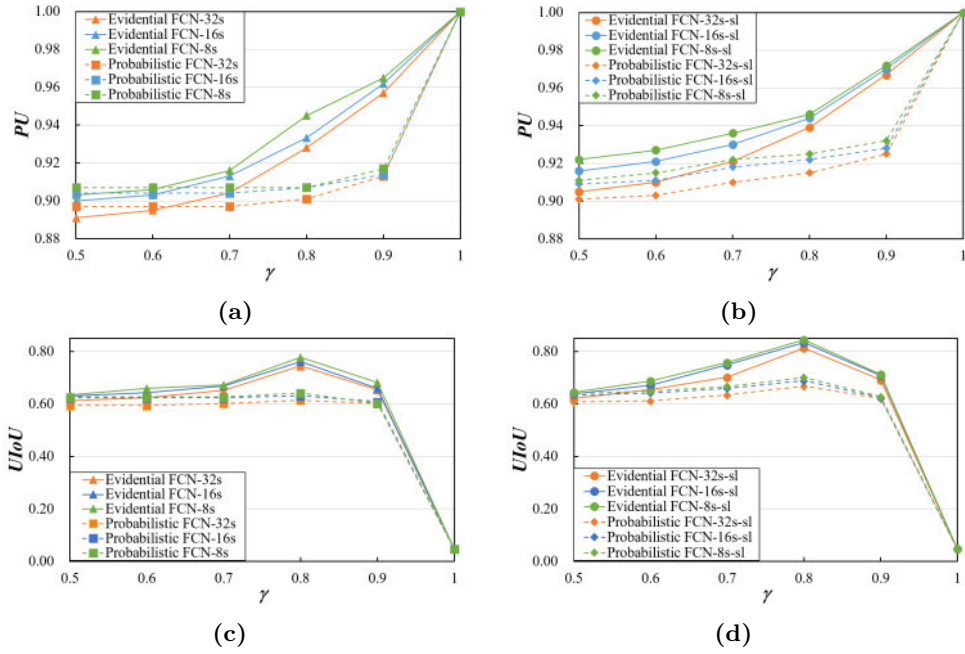 1.00
0.98
0.96
0.94
0.92
0.90
0.88
PU
Evidential FCN-32s
Evidential FCN-16s
Evidential FCN-8s
Probabilistic FCN-32s
Probabilistic FCN-16s
Probabilistic FCN-8s
0.5 0.6 0.7 0.8 0.9 1
γ
(a)
1.00
0.98
0.96
0.94
0.92
0.90
0.88
PU
Evidential FCN-32s-sl
Evidential FCN-16s-sl
Evidential FCN-8s-sl
Probabilistic FCN-32s-sl
Probabilistic FCN-16s-sl
Probabilistic FCN-8s-sl
0.5 0.6 0.7 0.8 0.9 1
γ
(b)
0.80
0.60
0.40
0.20
0.00
UIoU
Evidential FCN-32s
Evidential FCN-16s
Evidential FCN-8s
Probabilistic FCN-32s
Probabilistic FCN-16s
Probabilistic FCN-8s
0.5 0.6 0.7 0.8 0.9 1
γ
(c)
0.80
0.60
0.40
0.20
0.00
UIoU
Evidential FCN-32s-sl
Evidential FCN-16s-sl
Evidential FCN-8s-sl
Probabilistic FCN-32s-sl
Probabilistic FCN-16s-sl
Probabilistic FCN-8s-sl
0.5 0.6 0.7 0.8 0.9 1
γ
(d)